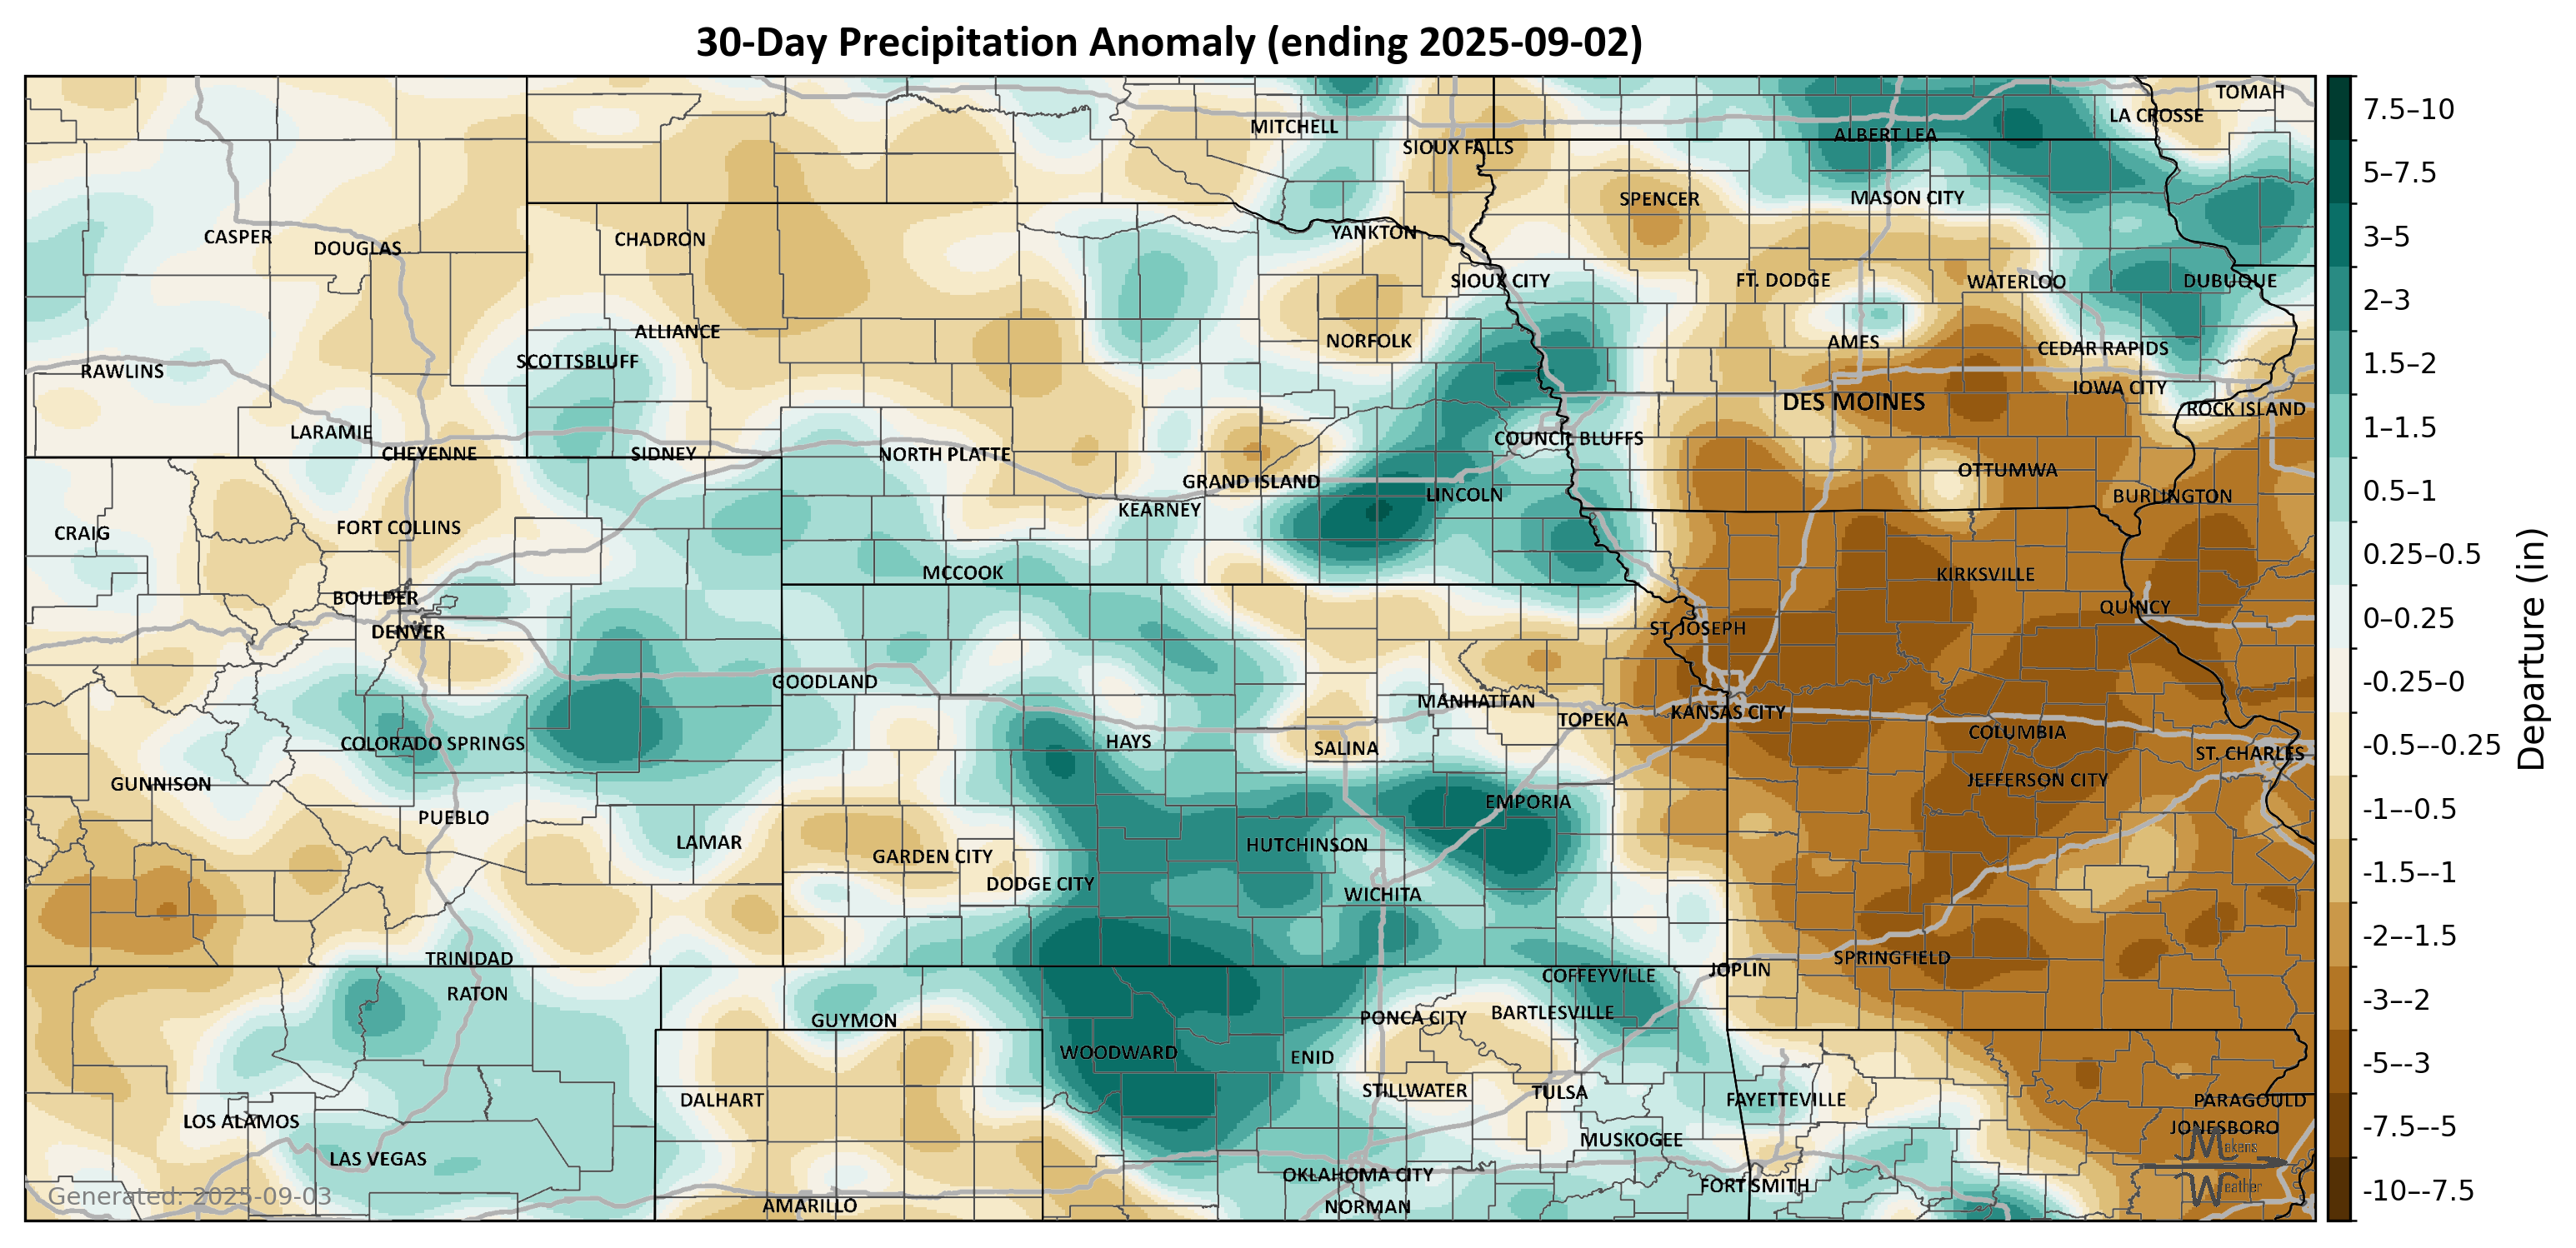 30-Day Precipitation Anomaly (ending 2025-09-02)
TOMAH
LA CROSSE
MITCHELL
ALBERT LEA
SIOUX FALLS
SPENCER
MASON CITY
YANKTON
CASPER
CHADRON
DOUGLAS
SIOUX CITY
FT. DODGE
WATERLOO
DUBUQUE
ALLIANCE
NORFOLK
AMES
CEDAR RAPIDS
SCOTTSBLUFF
RAWLINS
IOWA CITY
DES MOINES
ROCK ISLAND
LARAMIE
COUNCIL BLUFFS
CHEYENNE
SIDNEY
NORTH PLATTE
OTTUMWA
GRAND ISLAND
LINCOLN
BURLINGTON
KEARNEY
FORT COLLINS
CRAIG
MCCOOK
KIRKSVILLE
BOULDER
QUINCY
DENVER
ST. JOSEPH
GOODLAND
MANHATTAN
KANSAS CITY
TOPEKA
COLUMBIA
COLORADO SPRINGS
HAYS
SALINA
ST. CHARLES
GUNNISON
JEFFERSON CITY
EMPORIA
PUEBLO
LAMAR
HUTCHINSON
GARDEN CITY
DODGE CITY
WICHITA
TRINIDAD
SPRINGFIELD
JOPLIN
COFFEYVILLE
RATON
BARTLESVILLE
PONCA CITY
GUYMON
WOODWARD
ENID
STILLWATER
TULSA
DALHART
FAYETTEVILLE
PARAGOULD
LOS ALAMOS
JONESBORO
MUSKOGEE
LAS VEGAS
OKLAHOMA CITY
FORT SMITH
AMARILLO
NORMAN
Makens
Weather
Generated: 2025-09-03
7.5–10
5–7.5
3–5
2–3
1.5–2
1–1.5
0.5–1
0.25–0.5
0–0.25
-0.25–0
-0.5–-0.25
-1–-0.5
-1.5–-1
-2–-1.5
-3–-2
-5–-3
-7.5–-5
-10–-7.5
Departure (in)